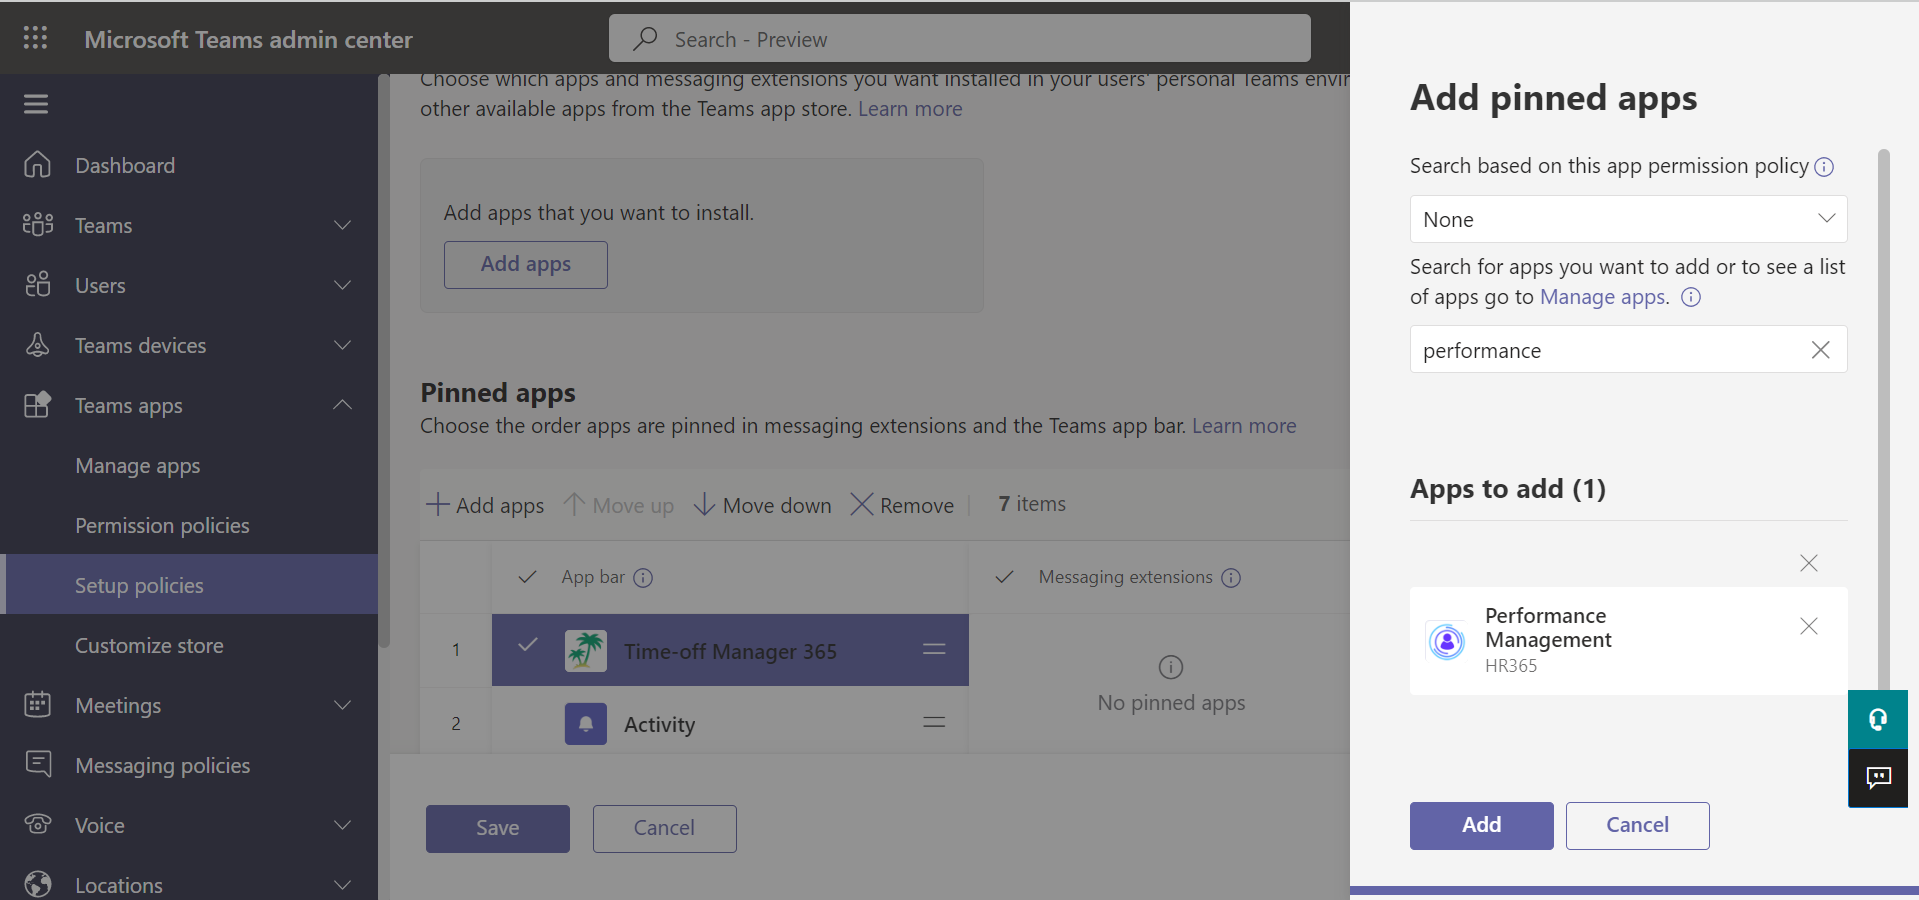 Microsoft Teams admin center
Search - Preview
Dashboard
Teams
Users
Teams devices
Teams apps
Manage apps
Permission policies
Setup policies
Customize store
Meetings
Messaging policies
Voice
Locations
Choose which apps and messaging extensions you want installed in your users' personal Teams envir
other available apps from the Teams app store. Learn more
Add apps that you want to install.
Add apps
Pinned apps
Choose the order apps are pinned in messaging extensions and the Teams app bar. Learn more
Add apps Move up Move down Remove 7 items
App bar Messaging extensions
1 Time-off Manager 365
2 Activity
No pinned apps
Save Cancel
Add pinned apps
Search based on this app permission policy
None
Search for apps you want to add or to see a list
of apps go to Manage apps.
performance
Apps to add (1)
Performance
Management
HR365
Add Cancel